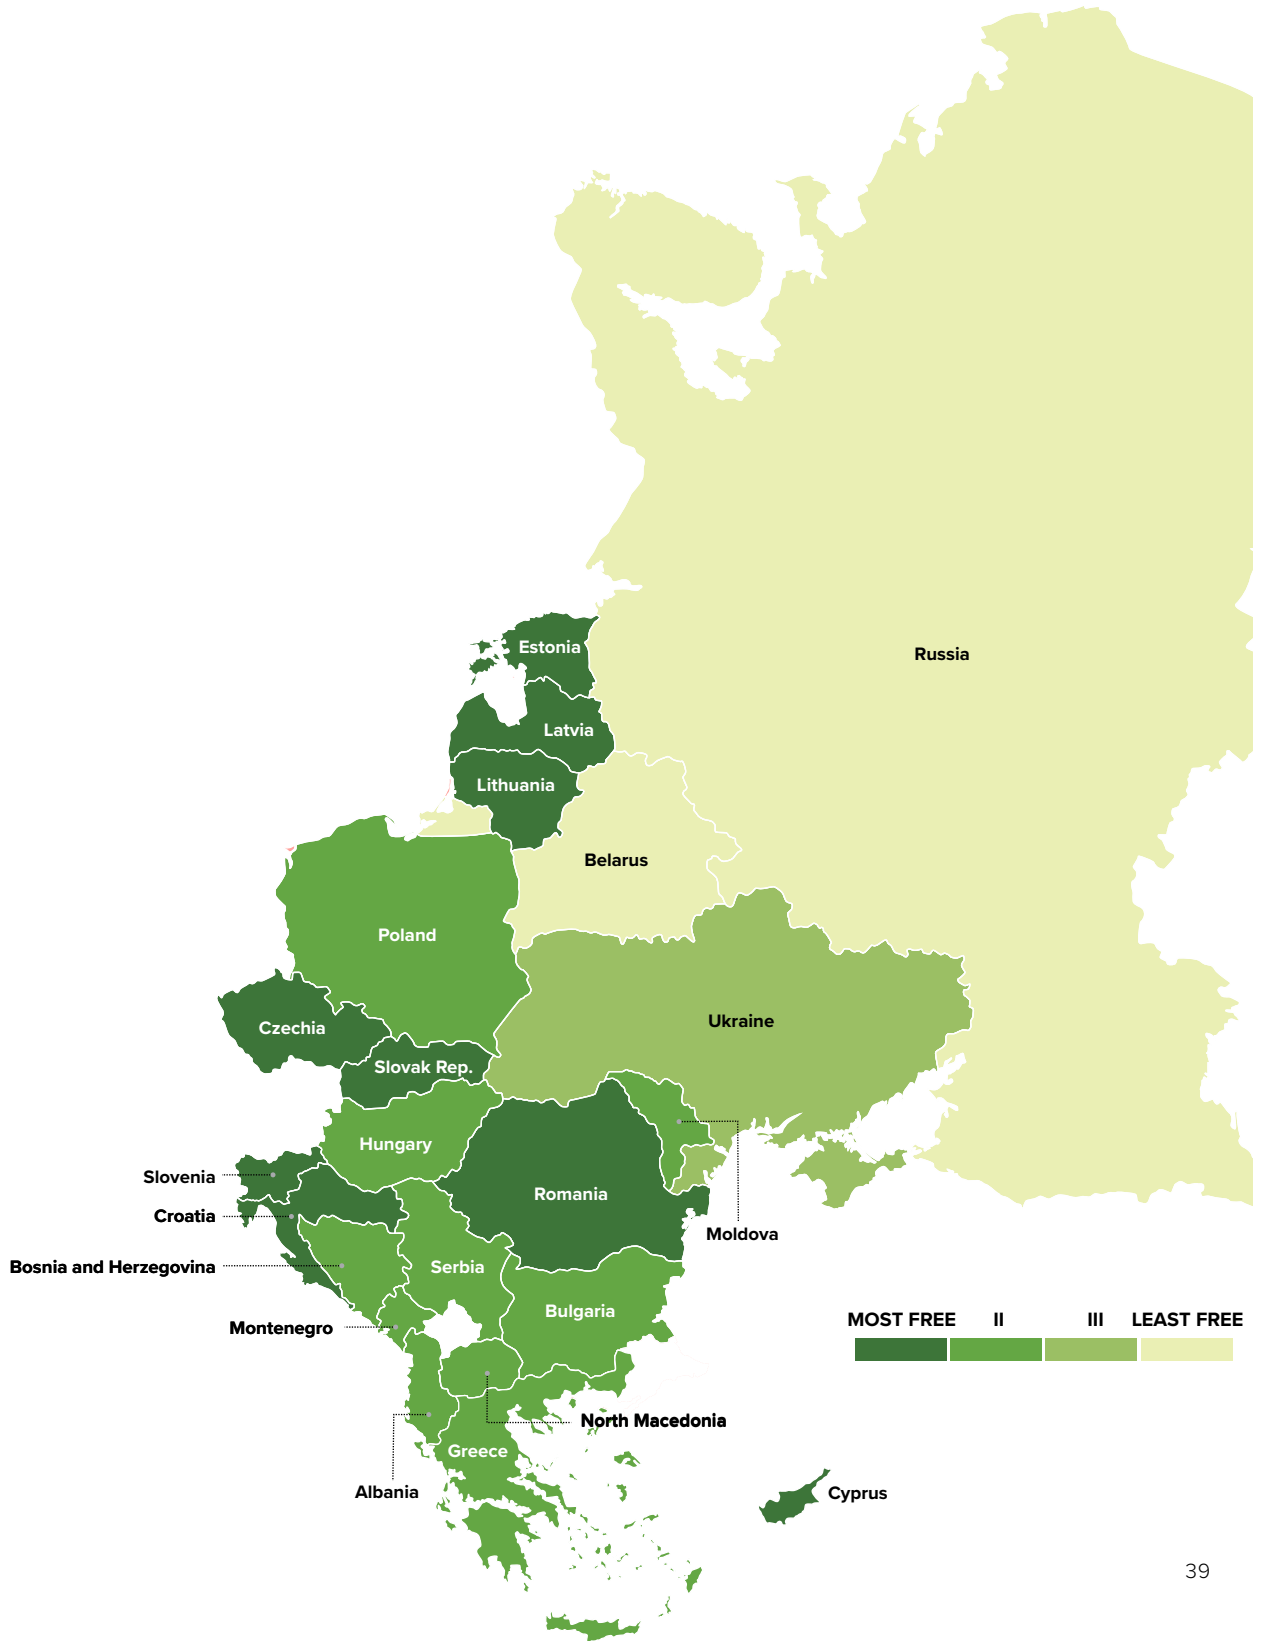 Estonia
Russia
Latvia
Lithuania
Belarus
Poland
Ukraine
Czechia
Slovak Rep.
Hungary
Slovenia
Romania
Croatia
Moldova
Bosnia and Herzegovina
Serbia
Bulgaria
Montenegro
MOST FREE II III LEAST FREE
North Macedonia
Greece
Albania
Cyprus
39